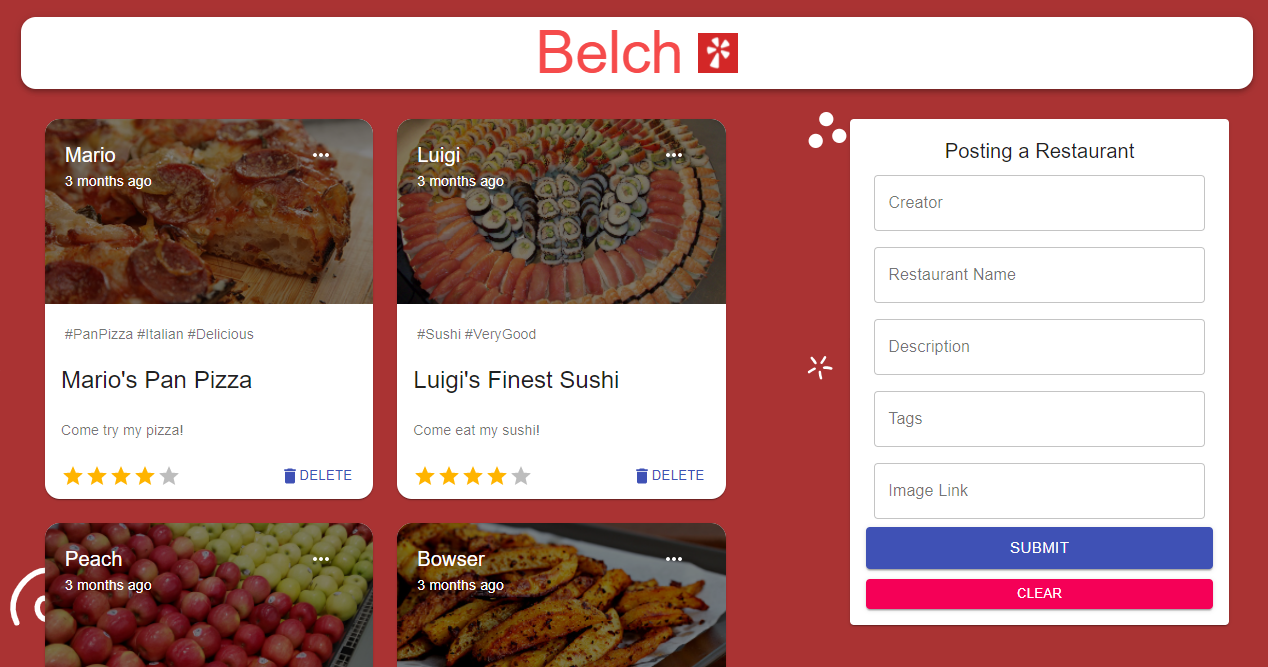 Belch
Mario
3 months ago
#PanPizza #Italian #Delicious
Mario's Pan Pizza
Come try my pizza!
DELETE
Luigi
3 months ago
#Sushi #VeryGood
Luigi's Finest Sushi
Come eat my sushi!
DELETE
Peach
3 months ago
Bowser
3 months ago
Posting a Restaurant
Creator
Restaurant Name
Description
Tags
Image Link
SUBMIT
CLEAR